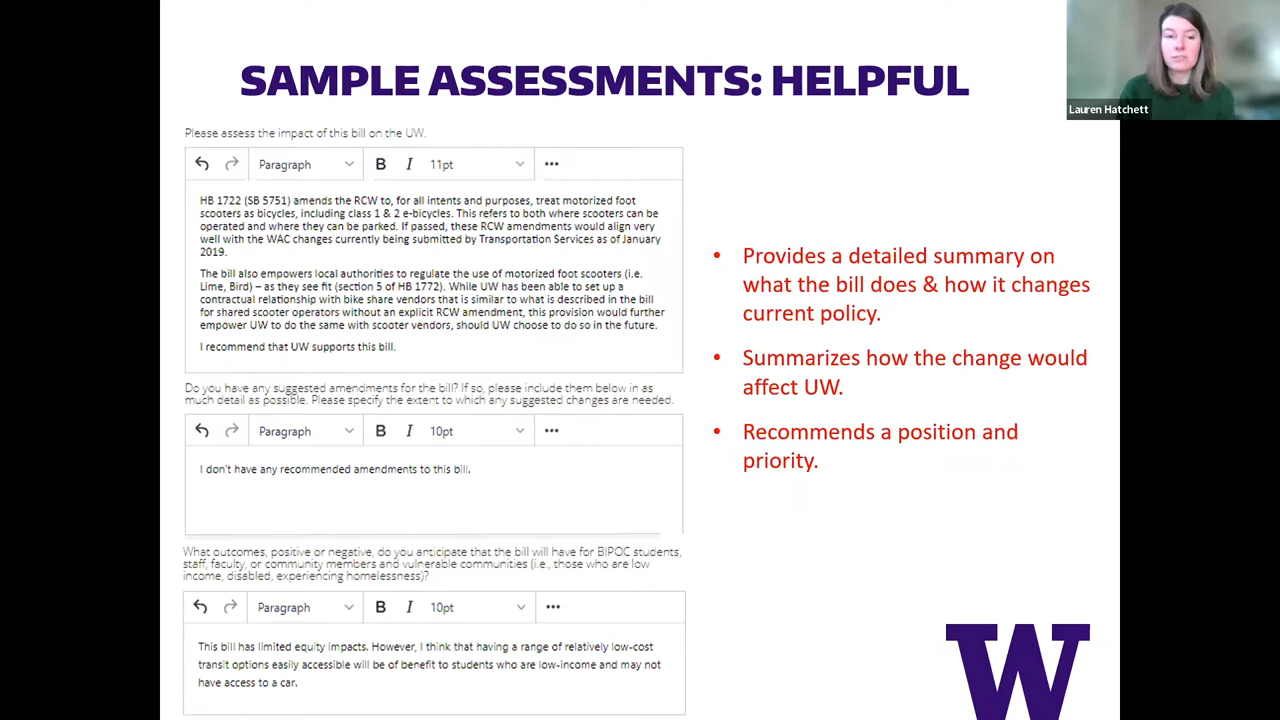 SAMPLE ASSESSMENTS: HELPFUL
Lauren Hatchett
Please assess the impact of this bill on the UW.
Paragraph
B
I
11pt
HB 1722 (SB 5751) amends the RCW to, for all intents and purposes, treat motorized foot
scooters as bicycles, including class 1 & 2 e-bicycles. This refers to both where scooters can be
operated and where they can be parked. If passed, these RCW amendments would align very
well with the WAC changes currently being submitted by Transportation Services as of January
2019.
The bill also empowers local authorities to regulate the use of motorized foot scooters (i.e.
Lime, Bird) – as they see fit (section 5 of HB 1772). While UW has been able to set up a
contractual relationship with bike share vendors that is similar to what is described in the bill
for shared scooter operators without an explicit RCW amendment, this provision would further
empower UW to do the same with scooter vendors, should UW choose to do so in the future.
I recommend that UW supports this bill.
Do you have any suggested amendments for the bill? If so, please include them below in as
much detail as possible. Please specify the extent to which any suggested changes are needed.
Paragraph
B
I
10pt
I don't have any recommended amendments to this bill.
What outcomes, positive or negative, do you anticipate that the bill will have for BIPOC students,
staff, faculty, or community members and vulnerable communities (i.e., those who are low
income, disabled, experiencing homelessness)?
Paragraph
B
I
10pt
This bill has limited equity impacts. However, I think that having a range of relatively low-cost
transit options easily accessible will be of benefit to students who are low-income and may not
have access to a car.
• Provides a detailed summary on
what the bill does & how it changes
current policy.
• Summarizes how the change would
affect UW.
• Recommends a position and
priority.
W